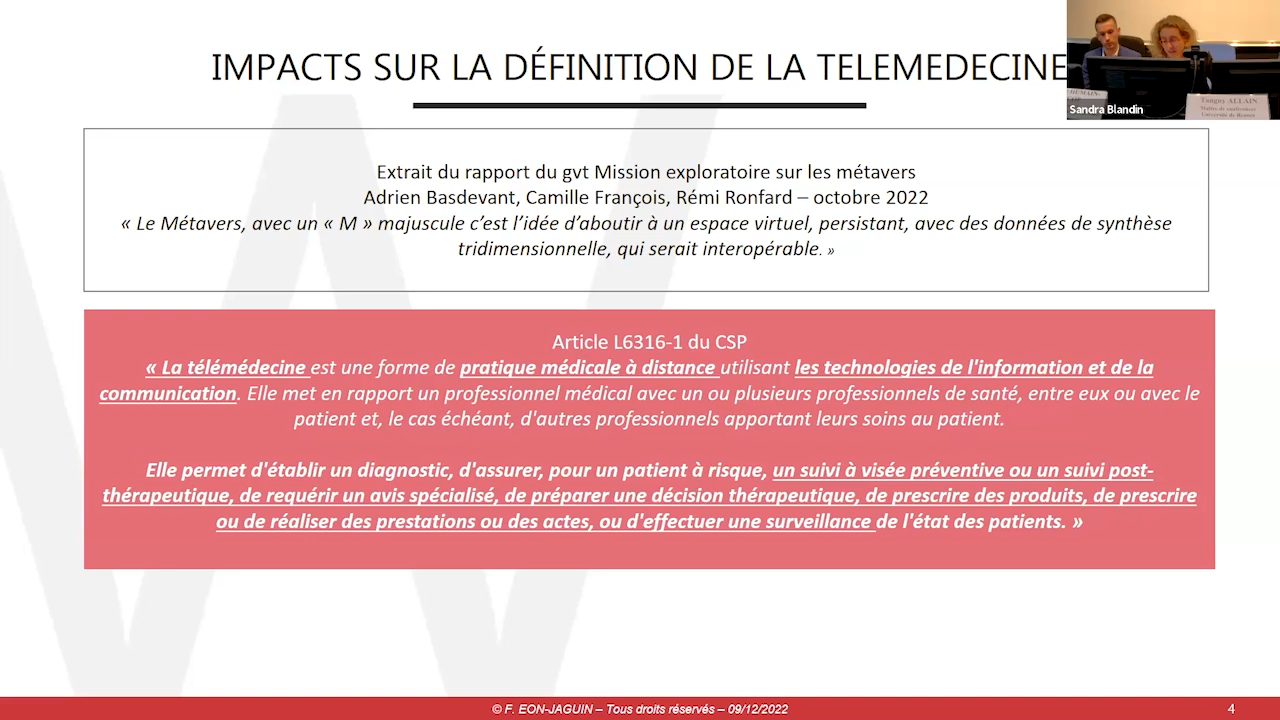 IMPACTS SUR LA DÉFINITION DE LA TELEMEDECINE
Sandra Blandin
Tanguy ALLAIN
Maître de conférences
Université de Rennes
Extrait du rapport du gvt Mission exploratoire sur les métavers
Adrien Basdevant, Camille François, Rémi Ronfard – octobre 2022
« Le Métavers, avec un « M » majuscule c’est l’idée d’aboutir à un espace virtuel, persistant, avec des données de synthèse
tridimensionnelle, qui serait interopérable. »
Article L6316-1 du CSP
« La télémédecine est une forme de pratique médicale à distance utilisant les technologies de l'information et de la
communication. Elle met en rapport un professionnel médical avec un ou plusieurs professionnels de santé, entre eux ou avec le
patient et, le cas échéant, d'autres professionnels apportant leurs soins au patient.
Elle permet d'établir un diagnostic, d'assurer, pour un patient à risque, un suivi à visée préventive ou un suivi post-
thérapeutique, de requérir un avis spécialisé, de préparer une décision thérapeutique, de prescrire des produits, de prescrire
ou de réaliser des prestations ou des actes, ou d'effectuer une surveillance de l'état des patients. »
© F. EON-JAGUIN – Tous droits réservés – 09/12/2022
4